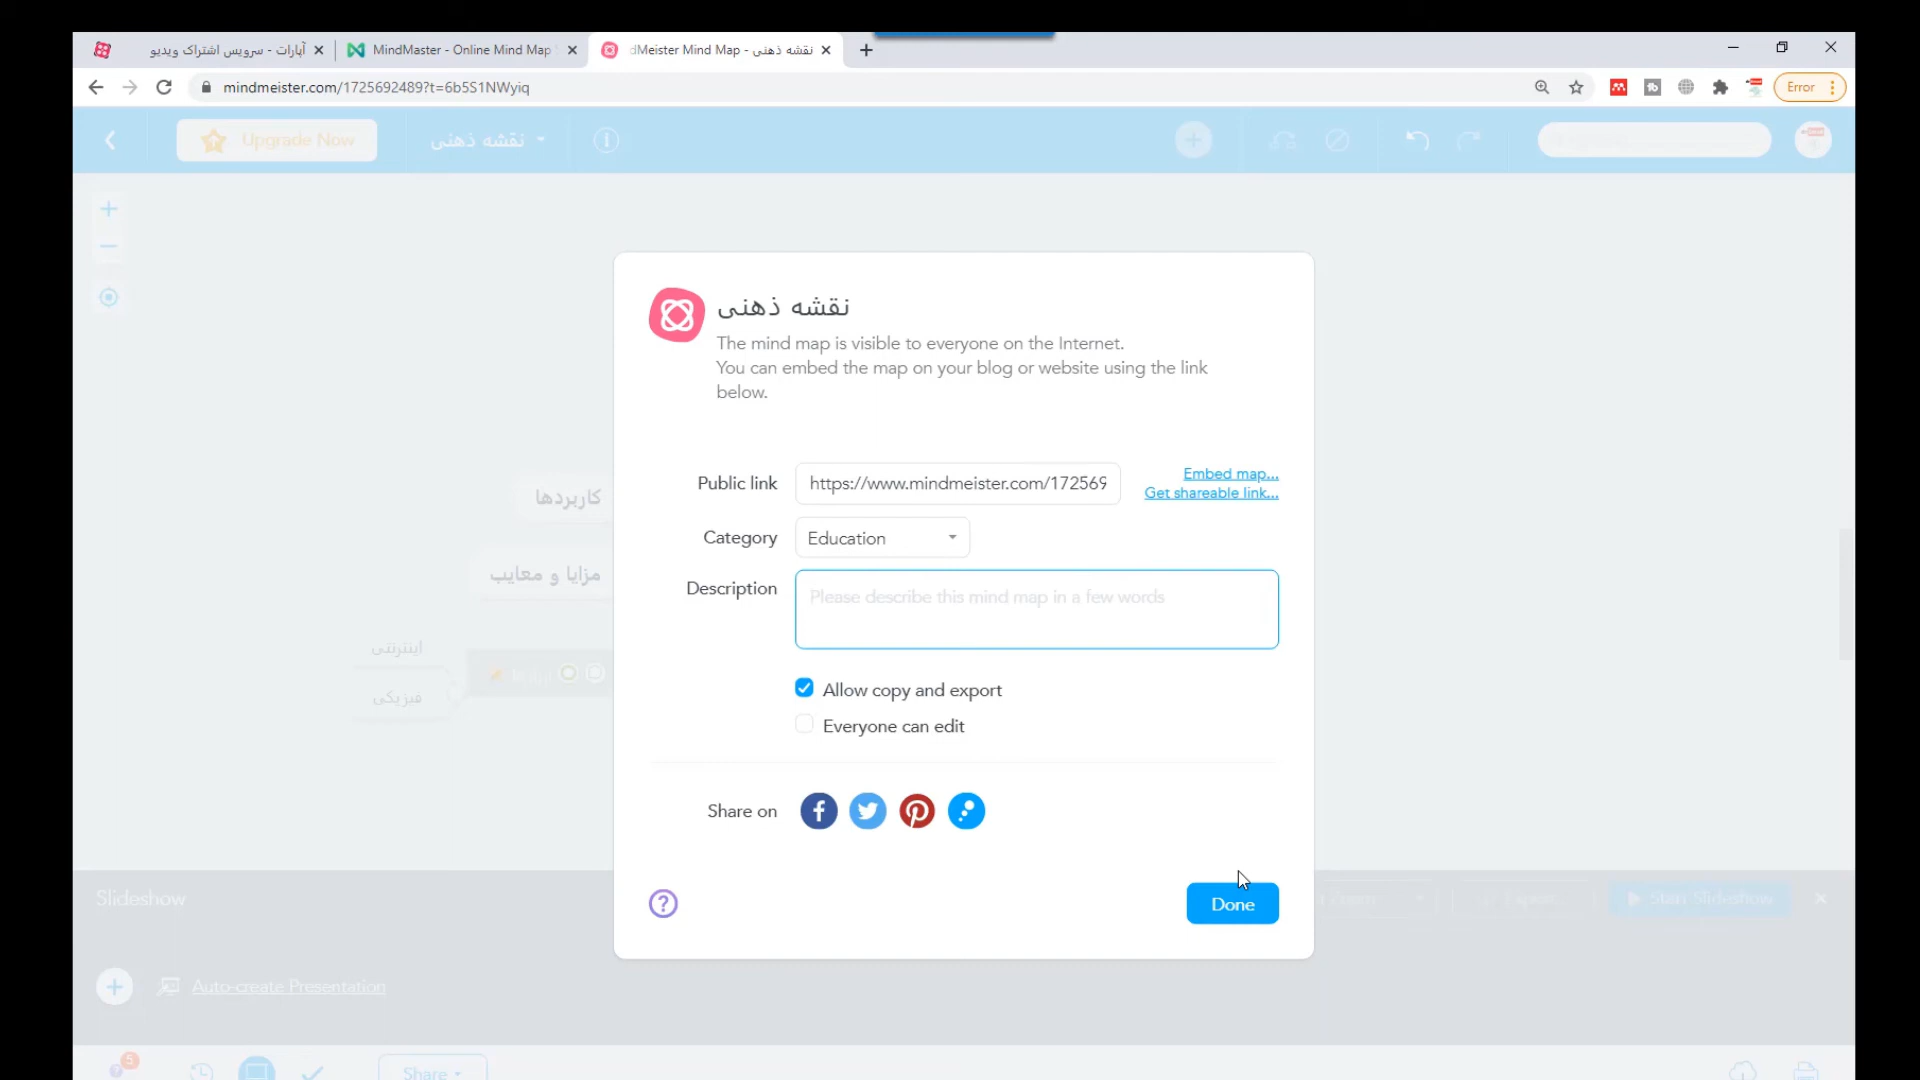 آپارات - سرویس اشتراک ویدیو
MindMaster - Online Mind Map
dMeister Mind Map - نقشه ذهنی
mindmeister.com/1725692489?t=6b5S1NWyiq
Error
Upgrade Now
نقشه ذهنی
نقشه ذهنی
The mind map is visible to everyone on the Internet.
You can embed the map on your blog or website using the link
below.
Public link
https://www.mindmeister.com/172569
Embed map...
Get shareable link...
Category
Education
Description
Please describe this mind map in a few words
Allow copy and export
Everyone can edit
Share on
Done
کاربردها
مزایا و معایب
اینترنتی
فیزیکی
Slideshow
Start Slideshow
Auto-create Presentation
5
Share